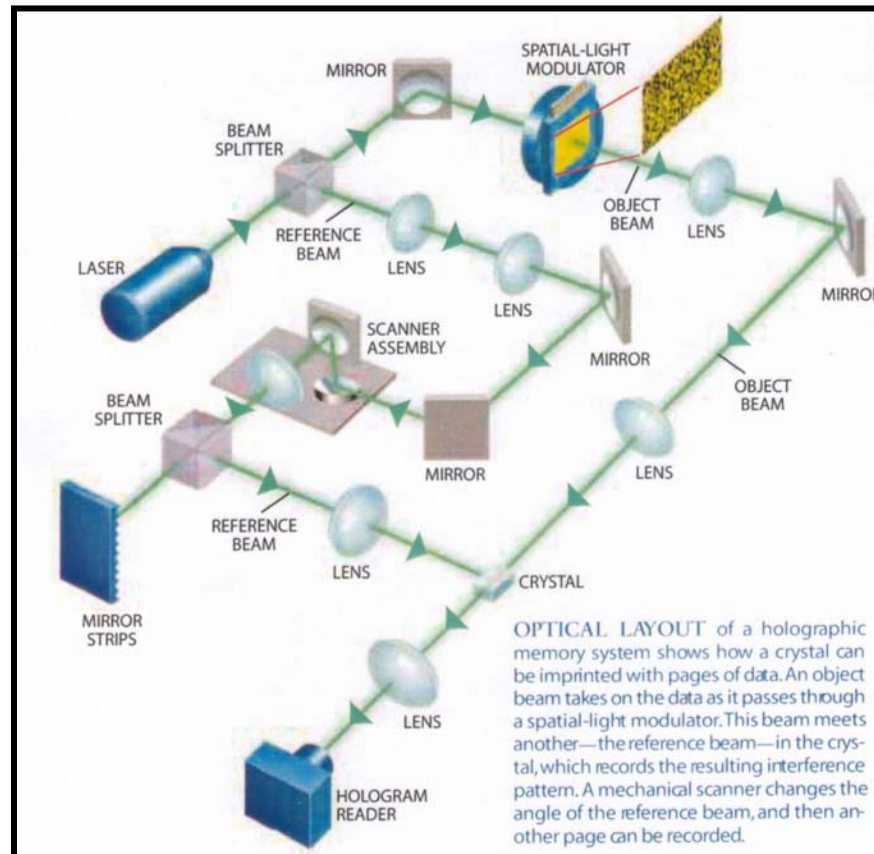 SPATIAL-LIGHT
MODULATOR
MIRROR
BEAM
SPLITTER
OBJECT
BEAM
REFERENCE
BEAM
LENS
LENS
LASER
LENS
MIRROR
SCANNER
ASSEMBLY
MIRROR
OBJECT
BEAM
BEAM
SPLITTER
MIRROR
LENS
REFERENCE
BEAM
LENS
CRYSTAL
MIRROR
STRIPS
LENS
HOLOGRAM
READER
OPTICAL LAYOUT of a holographic
memory system shows how a crystal can
be imprinted with pages of data. An object
beam takes on the data as it passes through
a spatial-light modulator. This beam meets
another—the reference beam—in the crys-
tal, which records the resulting interference
pattern. A mechanical scanner changes the
angle of the reference beam, and then an-
other page can be recorded.